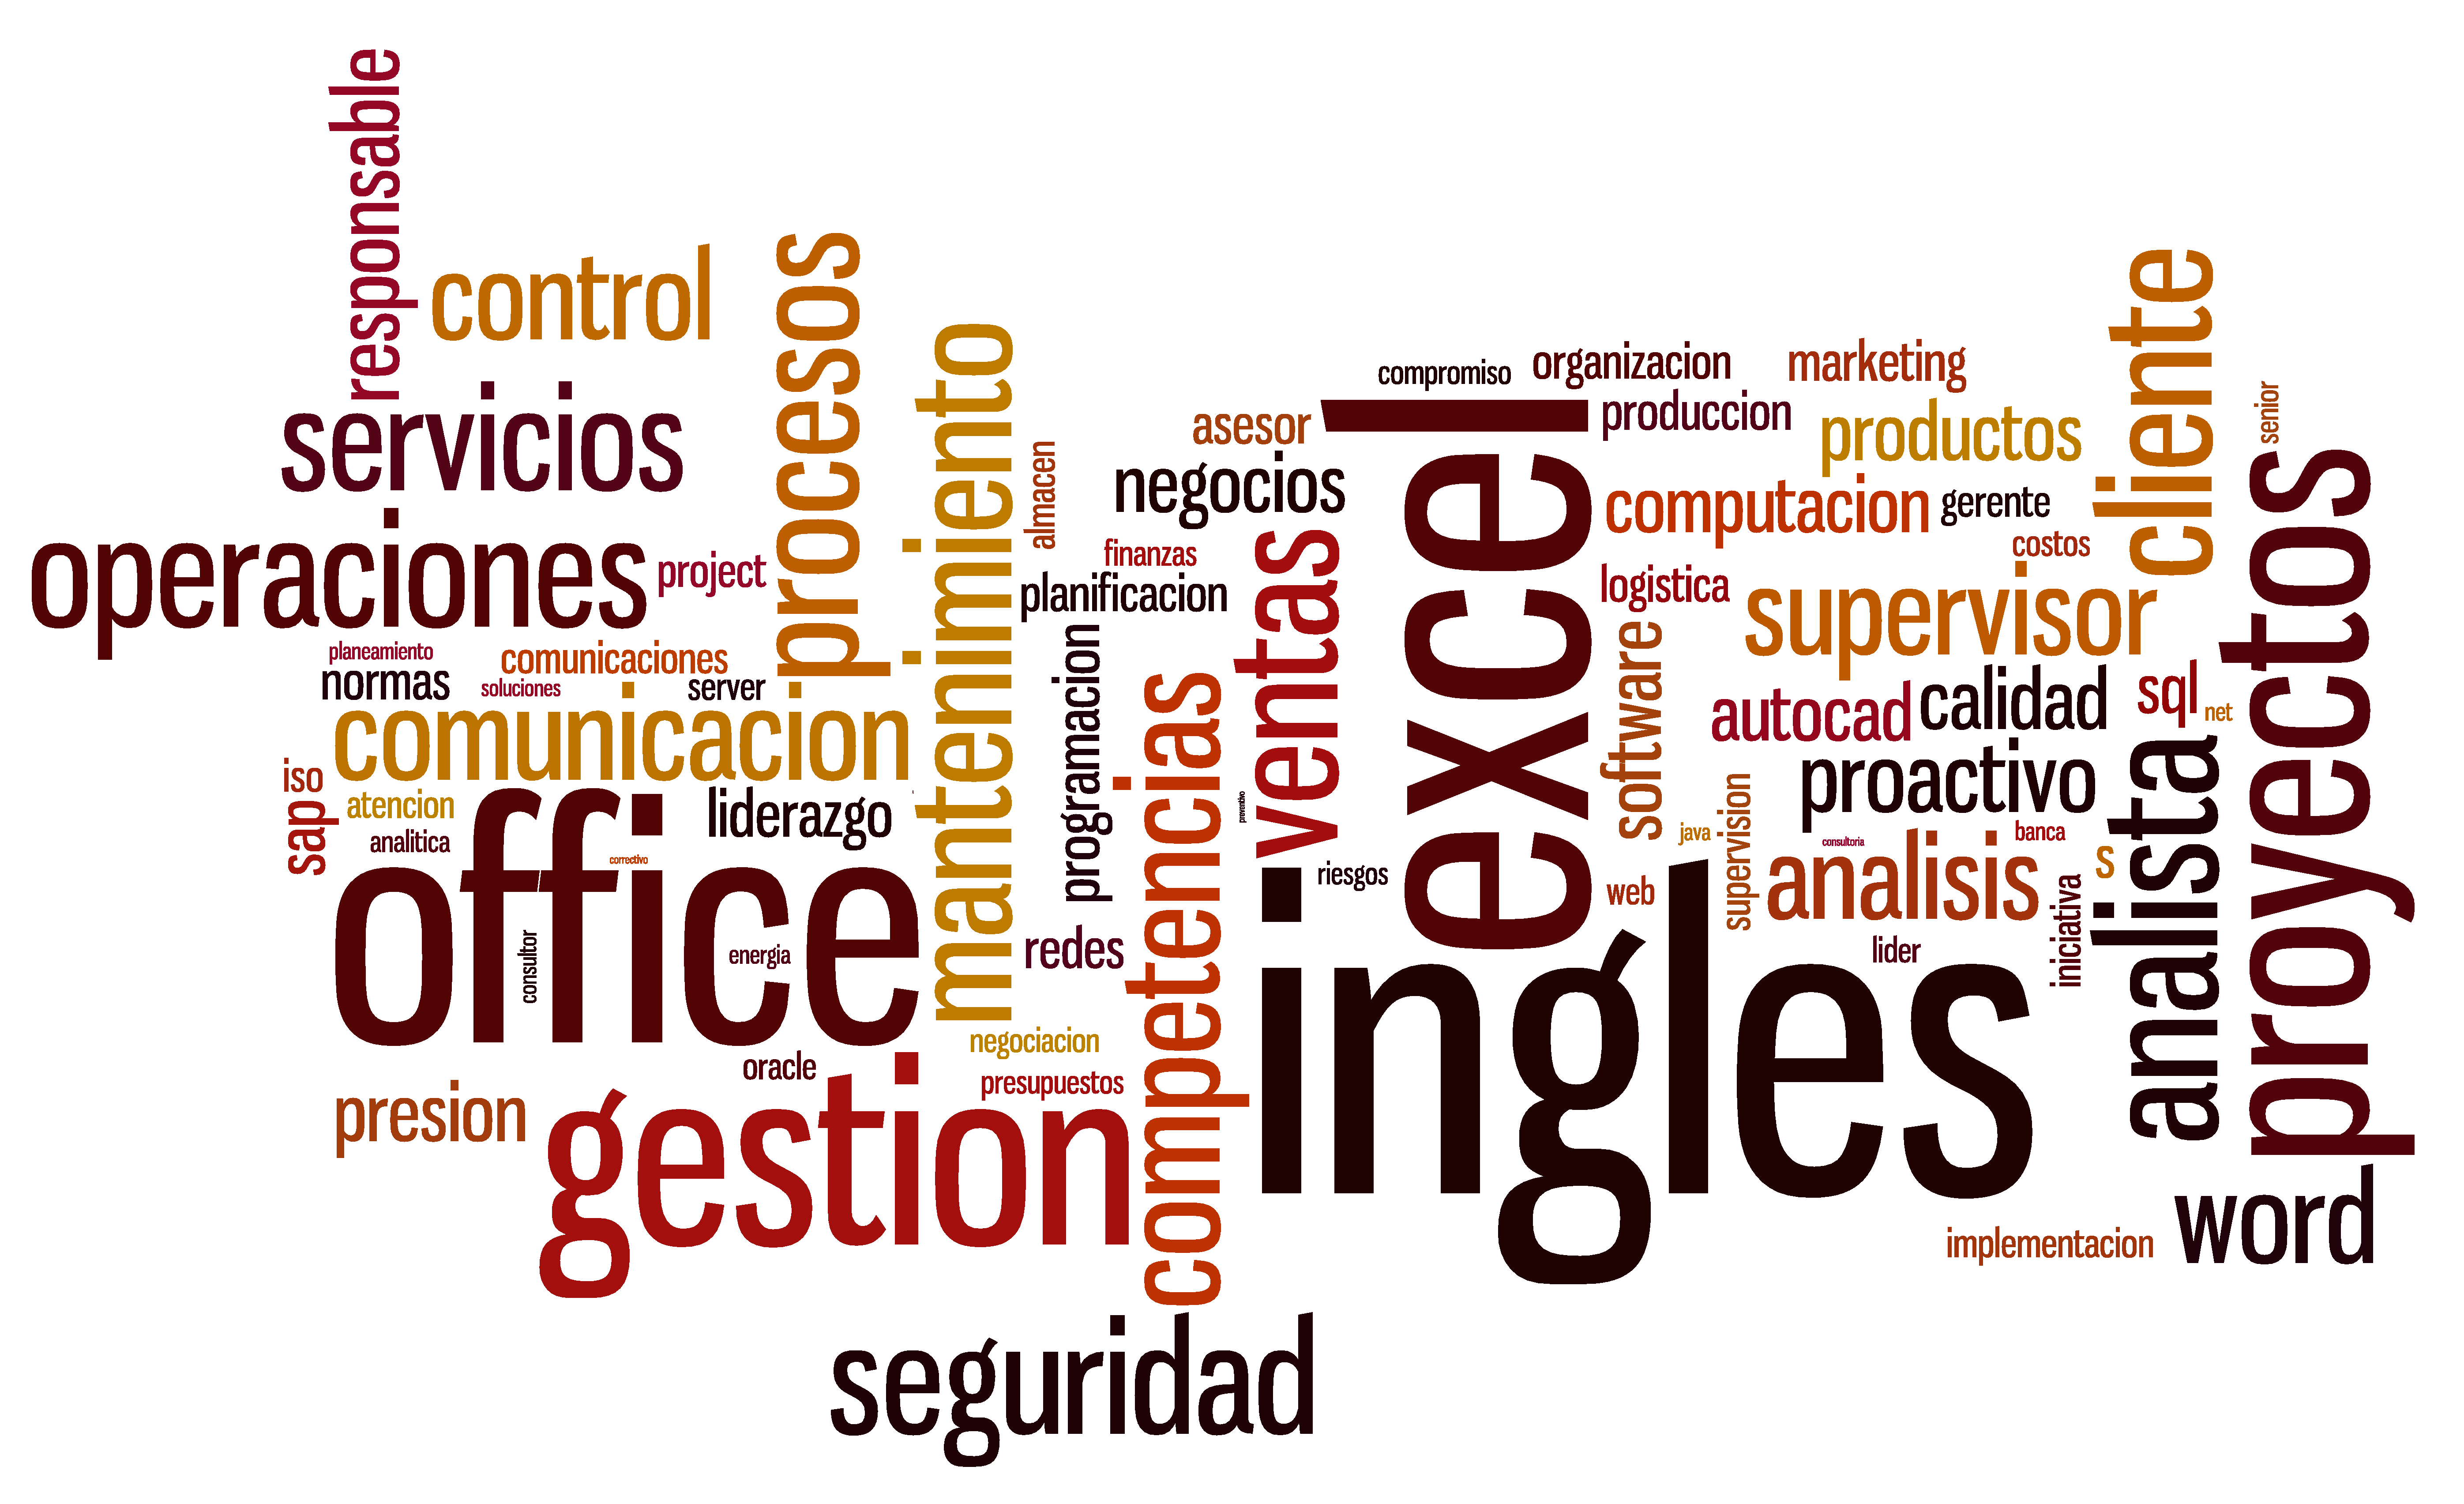 responsable
control
procesos
servicios
operaciones
project
planeamiento
comunicaciones
normas
soluciones
server
comunicacion
iso
sap
atencion
analitica
liderazgo
office
correctivo
consultor
energia
mantenimiento
almacen
asesor
negocios
finanzas
planificacion
programacion
ventas
competencias
preventivo
redes
riesgos
negociacion
presupuestos
oracle
presion
gestion
seguridad
compromiso
organizacion
marketing
excel
produccion
productos
computacion
gerente
cliente
senior
costos
logistica
supervisor
software
autocad
calidad
sql
net
proyectos
proactivo
supervision
java
consultoria
banca
analisis
s
analista
web
lider
iniciativa
ingles
implementacion
word